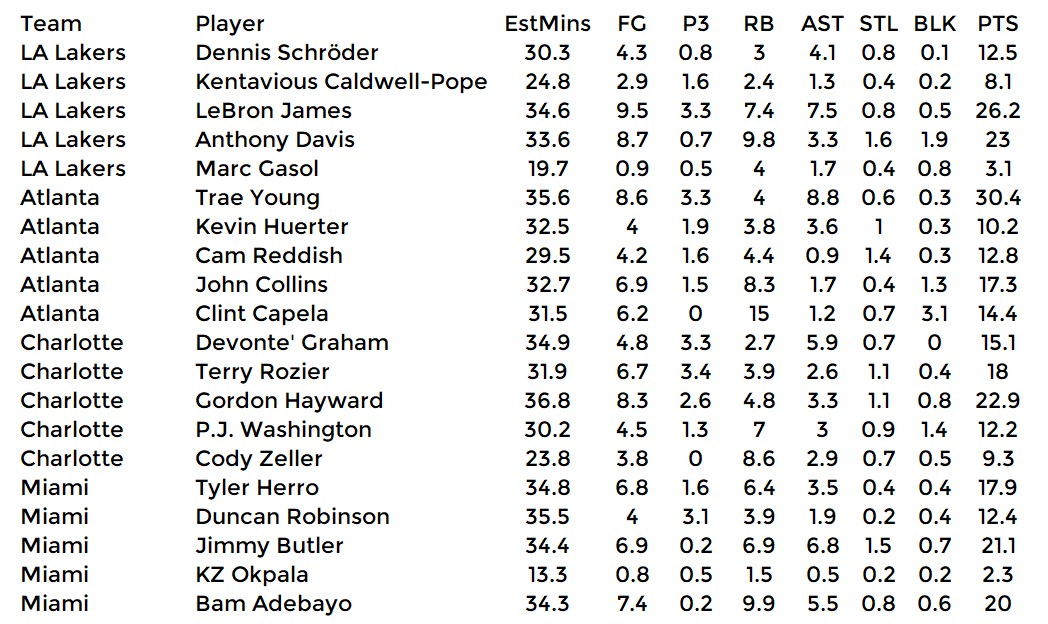 Team Player EstMins FG P3 RB AST STL BLK PTS
LA Lakers Dennis Schröder 30.3 4.3 0.8 3 4.1 0.8 0.1 12.5
LA Lakers Kentavious Caldwell-Pope 24.8 2.9 1.6 2.4 1.3 0.4 0.2 8.1
LA Lakers LeBron James 34.6 9.5 3.3 7.4 7.5 0.8 0.5 26.2
LA Lakers Anthony Davis 33.6 8.7 0.7 9.8 3.3 1.6 1.9 23
LA Lakers Marc Gasol 19.7 0.9 0.5 4 1.7 0.4 0.8 3.1
Atlanta Trae Young 35.6 8.6 3.3 4 8.8 0.6 0.3 30.4
Atlanta Kevin Huerter 32.5 4 1.9 3.8 3.6 1 0.3 10.2
Atlanta Cam Reddish 29.5 4.2 1.6 4.4 0.9 1.4 0.3 12.8
Atlanta John Collins 32.7 6.9 1.5 8.3 1.7 0.4 1.3 17.3
Atlanta Clint Capela 31.5 6.2 0 15 1.2 0.7 3.1 14.4
Charlotte Devonte' Graham 34.9 4.8 3.3 2.7 5.9 0.7 0 15.1
Charlotte Terry Rozier 31.9 6.7 3.4 3.9 2.6 1.1 0.4 18
Charlotte Gordon Hayward 36.8 8.3 2.6 4.8 3.3 1.1 0.8 22.9
Charlotte P.J. Washington 30.2 4.5 1.3 7 3 0.9 1.4 12.2
Charlotte Cody Zeller 23.8 3.8 0 8.6 2.9 0.7 0.5 9.3
Miami Tyler Herro 34.8 6.8 1.6 6.4 3.5 0.4 0.4 17.9
Miami Duncan Robinson 35.5 4 3.1 3.9 1.9 0.2 0.4 12.4
Miami Jimmy Butler 34.4 6.9 0.2 6.9 6.8 1.5 0.7 21.1
Miami KZ Okpala 13.3 0.8 0.5 1.5 0.5 0.2 0.2 2.3
Miami Bam Adebayo 34.3 7.4 0.2 9.9 5.5 0.8 0.6 20